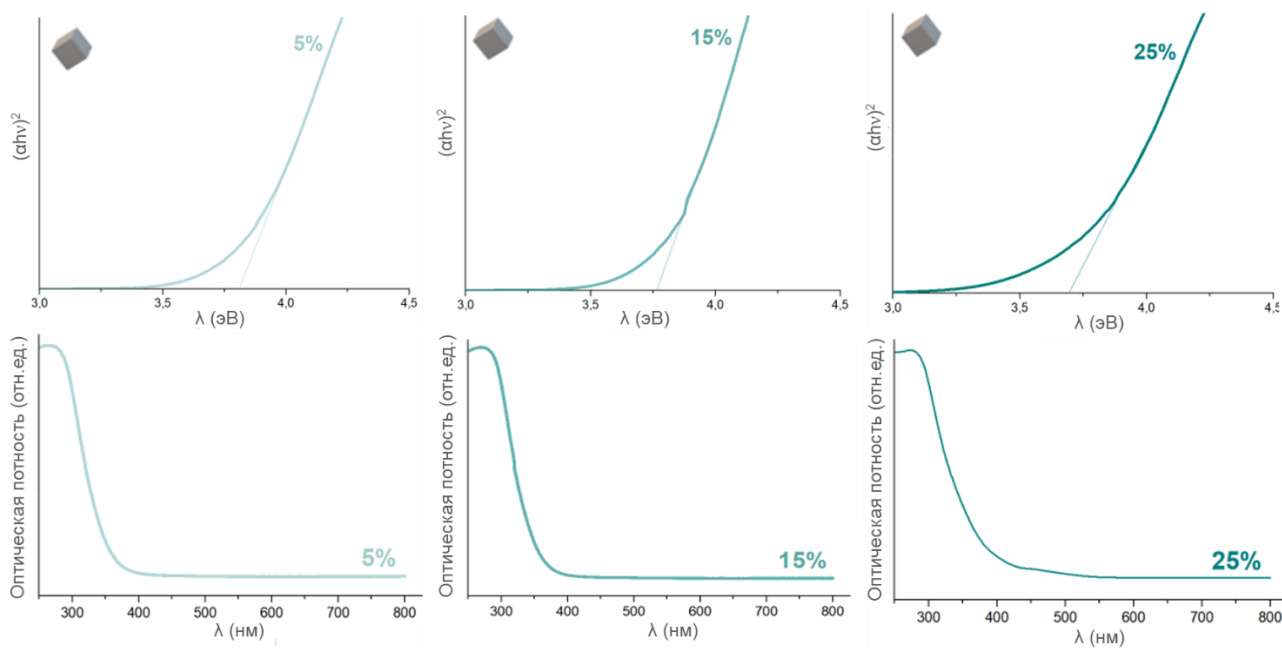 (αhν)²
5%
3,0 3,5 4,0 4,5
λ (эВ)
(αhν)²
15%
3,0 3,5 4,0 4,5
λ (эВ)
(αhν)²
25%
3,0 3,5 4,0 4,5
λ (эВ)
Оптическая потность (отн.ед.)
5%
300 400 500 600 700 800
λ (нм)
Оптическая потность (отн.ед.)
15%
300 400 500 600 700 800
λ (нм)
Оптическая потность (отн.ед.)
25%
300 400 500 600 700 800
λ (нм)